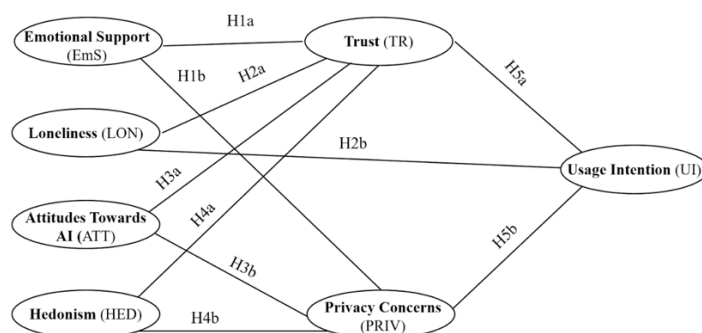 Emotional Support
(EmS)
H1a
Trust (TR)
H1b
H2a
H5a
Loneliness (LON)
H2b
Usage Intention (UI)
H3a
H4a
Attitudes Towards
AI (ATT)
H3b
H5b
Hedonism (HED)
H4b
Privacy Concerns
(PRIV)